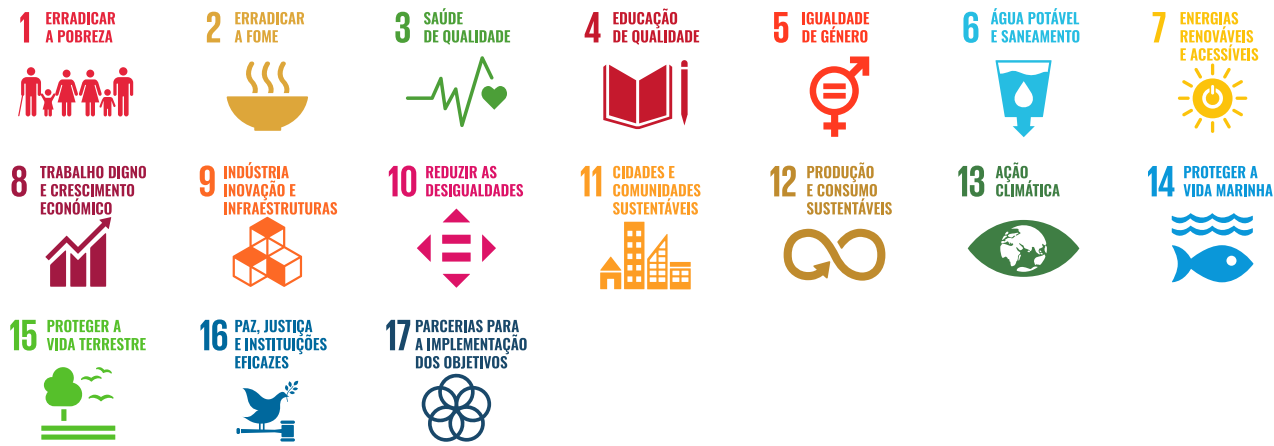 1 ERRADICAR
A POBREZA
2 ERRADICAR
A FOME
3 SAÚDE
DE QUALIDADE
4 EDUCAÇÃO
DE QUALIDADE
5 IGUALDADE
DE GÉNERO
6 ÁGUA POTÁVEL
E SANEAMENTO
7 ENERGIAS
RENOVÁVEIS
E ACESSÍVEIS
8 TRABALHO DIGNO
E CRESCIMENTO
ECONÓMICO
9 INDÚSTRIA
INOVAÇÃO E
INFRAESTRUTURAS
10 REDUZIR AS
DESIGUALDADES
11 CIDADES E
COMUNIDADES
SUSTENTÁVEIS
12 PRODUÇÃO
E CONSUMO
SUSTENTÁVEIS
13 AÇÃO
CLIMÁTICA
14 PROTEGER A
VIDA MARINHA
15 PROTEGER A
VIDA TERRESTRE
16 PAZ, JUSTIÇA
E INSTITUIÇÕES
EFICAZES
17 PARCERIAS PARA
A IMPLEMENTAÇÃO
DOS OBJETIVOS